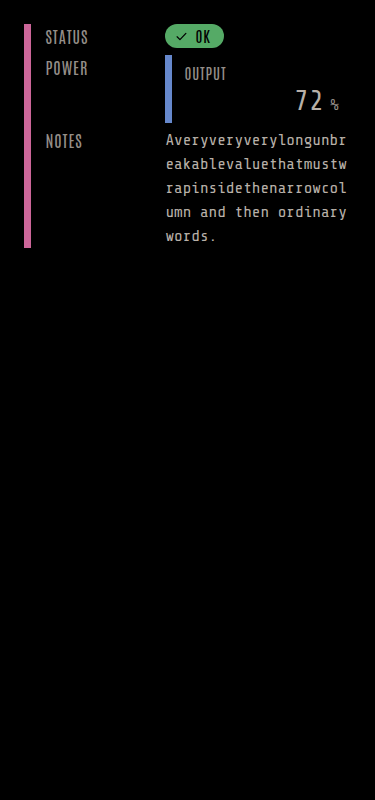 STATUS ✓ OK
POWER
OUTPUT
72 %
NOTES Averyveryverylongunbr
eakablevaluethatmustw
rapinsidethenarrowcol
umn and then ordinary
words.